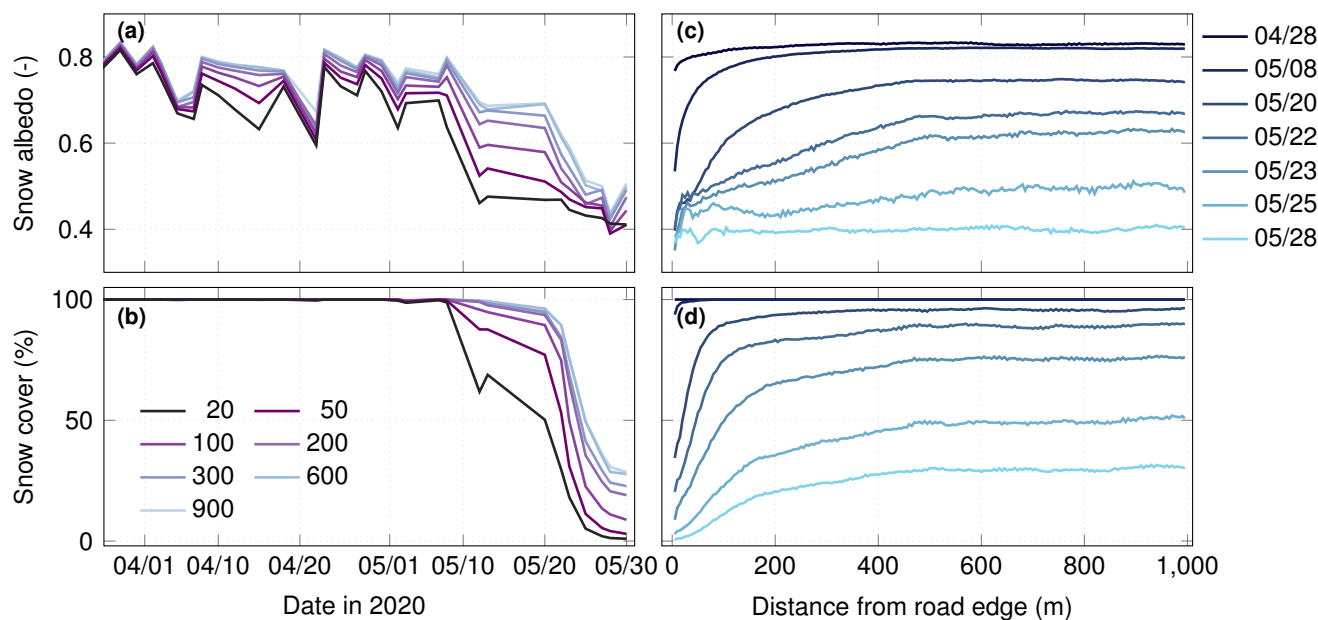 (a)
Snow albedo (-)
0.8
0.6
0.4
(b)
Snow cover (%)
100
50
0
20 50
100 200
300 600
900
04/01 04/10 04/20 05/01 05/10 05/20 05/30
Date in 2020
(c)
(d)
0 200 400 600 800 1,000
Distance from road edge (m)
04/28
05/08
05/20
05/22
05/23
05/25
05/28